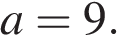 a = 9.